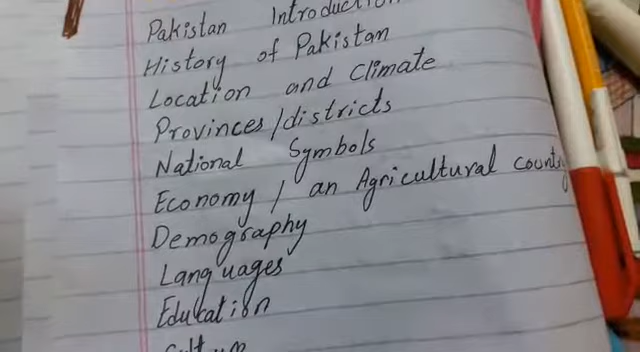 Pakistan Introduction
History of Pakistan
Location and Climate
Provinces/districts
National Symbols
Economy / an Agricultural country
Demography
Languages
Education